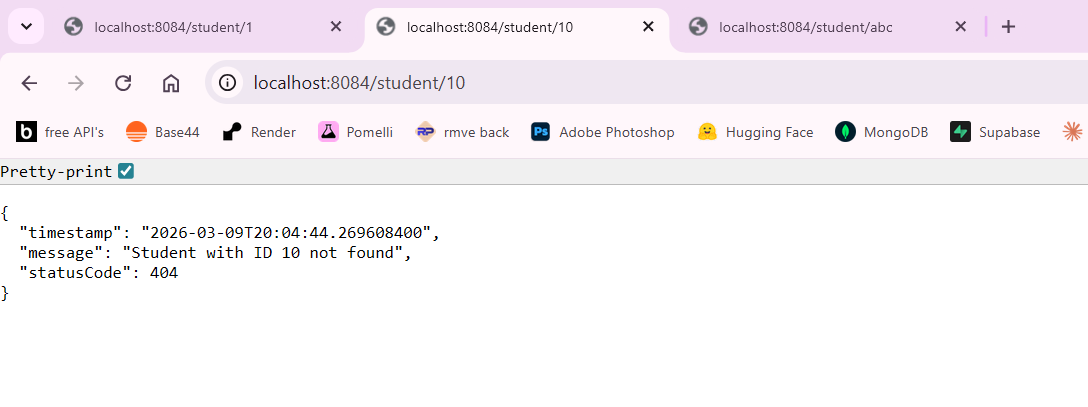 localhost:8084/student/1
localhost:8084/student/10
localhost:8084/student/abc
localhost:8084/student/10
b free API's Base44 Render Pomelli RP rmve back Ps Adobe Photoshop Hugging Face MongoDB Supabase
Pretty-print
{
  "timestamp": "2026-03-09T20:04:44.269608400",
  "message": "Student with ID 10 not found",
  "statusCode": 404
}